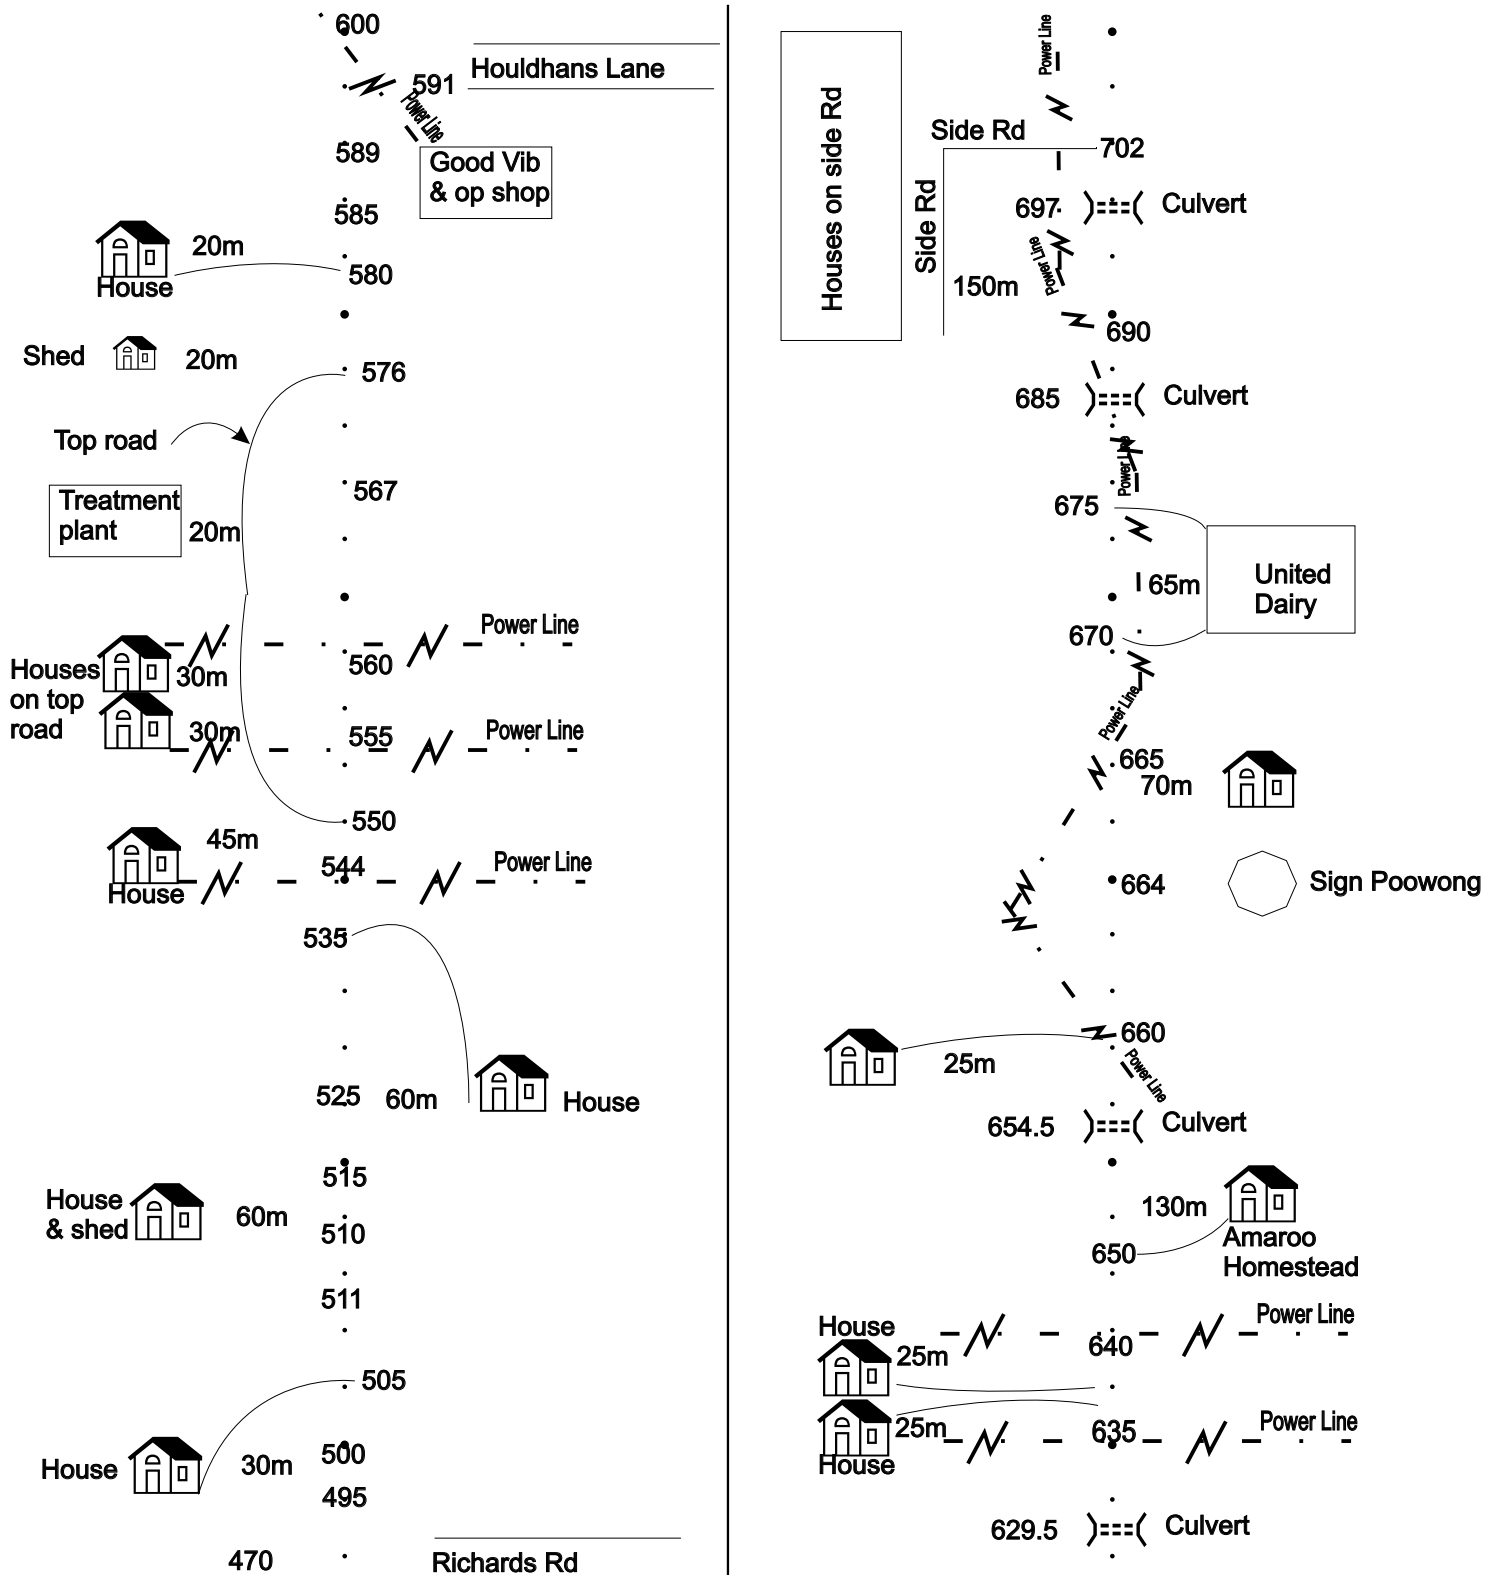 600
Houldhans Lane
591
Power Line
589
Good Vib
& op shop
585
20m
580
House
Shed
20m
576
Top road
567
Treatment
plant
20m
Power Line
560
Houses
on top
road
30m
30m
555
Power Line
550
45m
544
Power Line
House
535
525
60m
House
515
House
& shed
60m
510
511
505
500
House
30m
495
470
Richards Rd
Power Line
Houses on side Rd
Side Rd
702
Side Rd
697
Culvert
Power Line
150m
690
685
Culvert
Power Line
675
65m
United
Dairy
670
Power Line
665
70m
664
Sign Poowong
660
25m
Power Line
654.5
Culvert
130m
650
Amaroo
Homestead
House
Power Line
640
25m
25m
635
Power Line
House
629.5
Culvert